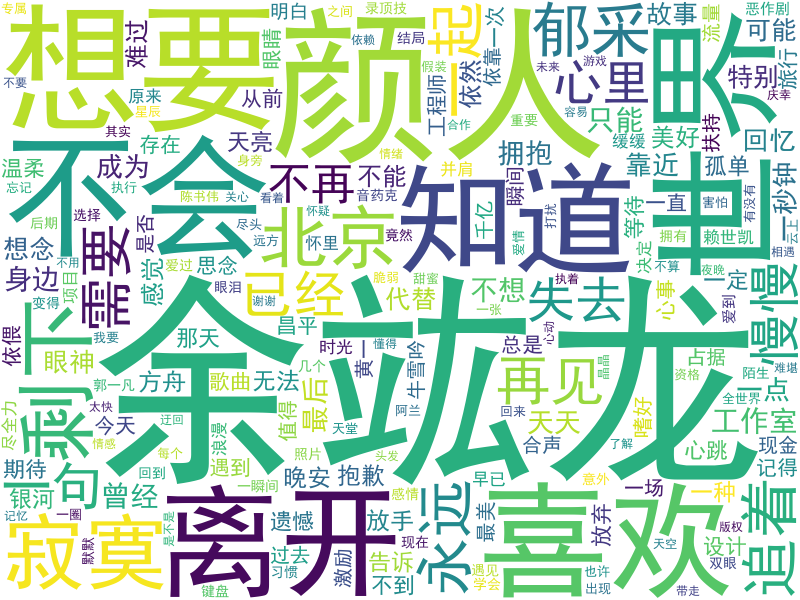 专属
不要
想要
难过
原来
星辰
眼睛
明白
从前
之间
依赖
录顶技
结局
假装
颜
人
一起
依然
工程师
合作
依靠一次
游戏
未来
容易
重要
郁采
心里
故事
只能
缓缓
流量
特别
美好
扶持
恶作剧
可能
旅行
庆幸
界
回忆
其实
存在
天亮
身旁
情绪
并肩
拥抱
瞬间
靠近
孤单
温柔
忘记
成为
执行
不会
不再
不能
知道
等待
打扰
爱情
一直
世
害怕
有没有
云上
相遇
一秒钟
想念
后期
选择
陈书伟
关心
看着
音药克
竟然
身边
需要
是否
感觉
北京
怀疑
尽头
远方
怀里
千亿
决定
拥有
赖世凯
不算
夜晚
一定
慢慢
项目
变得
不用
我要
爱过
思念
眼泪
谢谢
已经
脆弱
甜蜜
代替
一张
执着
不想
失去
心事
爱到
依偎
剩下
眼神
那天
昌平
余竑龙
时光
黄一
懂得
牛雪吟
总是
心动
再见
晶晶
占据
资格
陌生
难堪
一点
全世界
郭一凡
方舟
歌曲
无法
几个
阿兰
回来
太快
今天
迂回
浪漫
值得
最后
天堂
天天
嗜好
工作室
尽全力
情感
每个
遇到
照片
头发
合声
了解
心跳
现金
记得
期待
一句
曾经
回到
一瞬间
晚安
抱歉
早已
意外
银河
记忆
一圈
寂寞
默默
是不是
离开
遗憾
过去
习惯
感情
放手
现在
激励
告诉
不到
永远
最美
遇见
学会
喜欢
也许
出现
一场
放弃
天空
一种
版权
设计
双眼
带走
追着
键盘